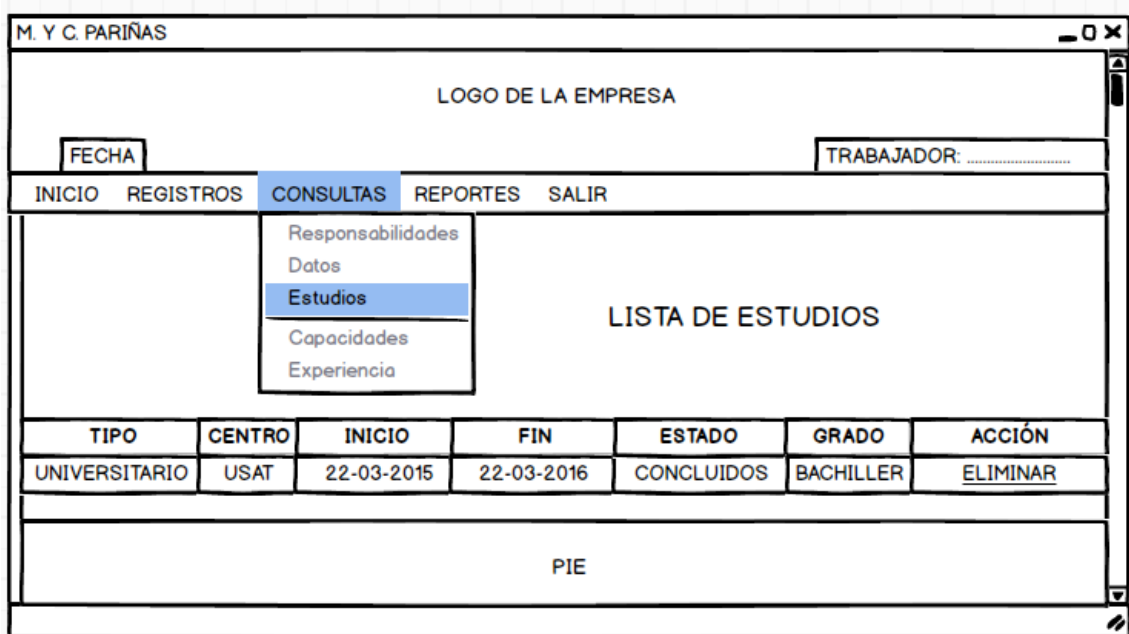 M. Y C. PARIÑAS
LOGO DE LA EMPRESA
FECHA
TRABAJADOR: ..............................
INICIO REGISTROS CONSULTAS REPORTES SALIR
Responsabilidades
Datos
Estudios
Capacidades
Experiencia
LISTA DE ESTUDIOS
TIPO CENTRO INICIO FIN ESTADO GRADO ACCIÓN
UNIVERSITARIO USAT 22-03-2015 22-03-2016 CONCLUIDOS BACHILLER ELIMINAR
PIE